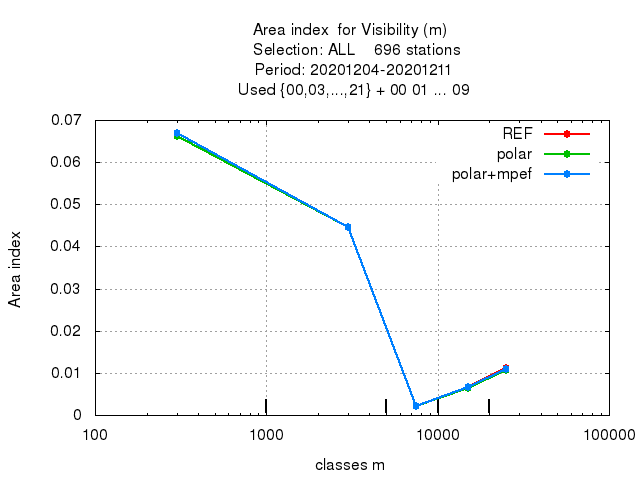 Area index  for Visibility (m)
Selection: ALL    696 stations
Period: 20201204-20201211
Used {00,03,...,21} + 00 01 ... 09
0.07
0.06
0.05
0.04
0.03
0.02
0.01
0
Area index
REF
polar
polar+mpef
100
1000
10000
100000
classes m